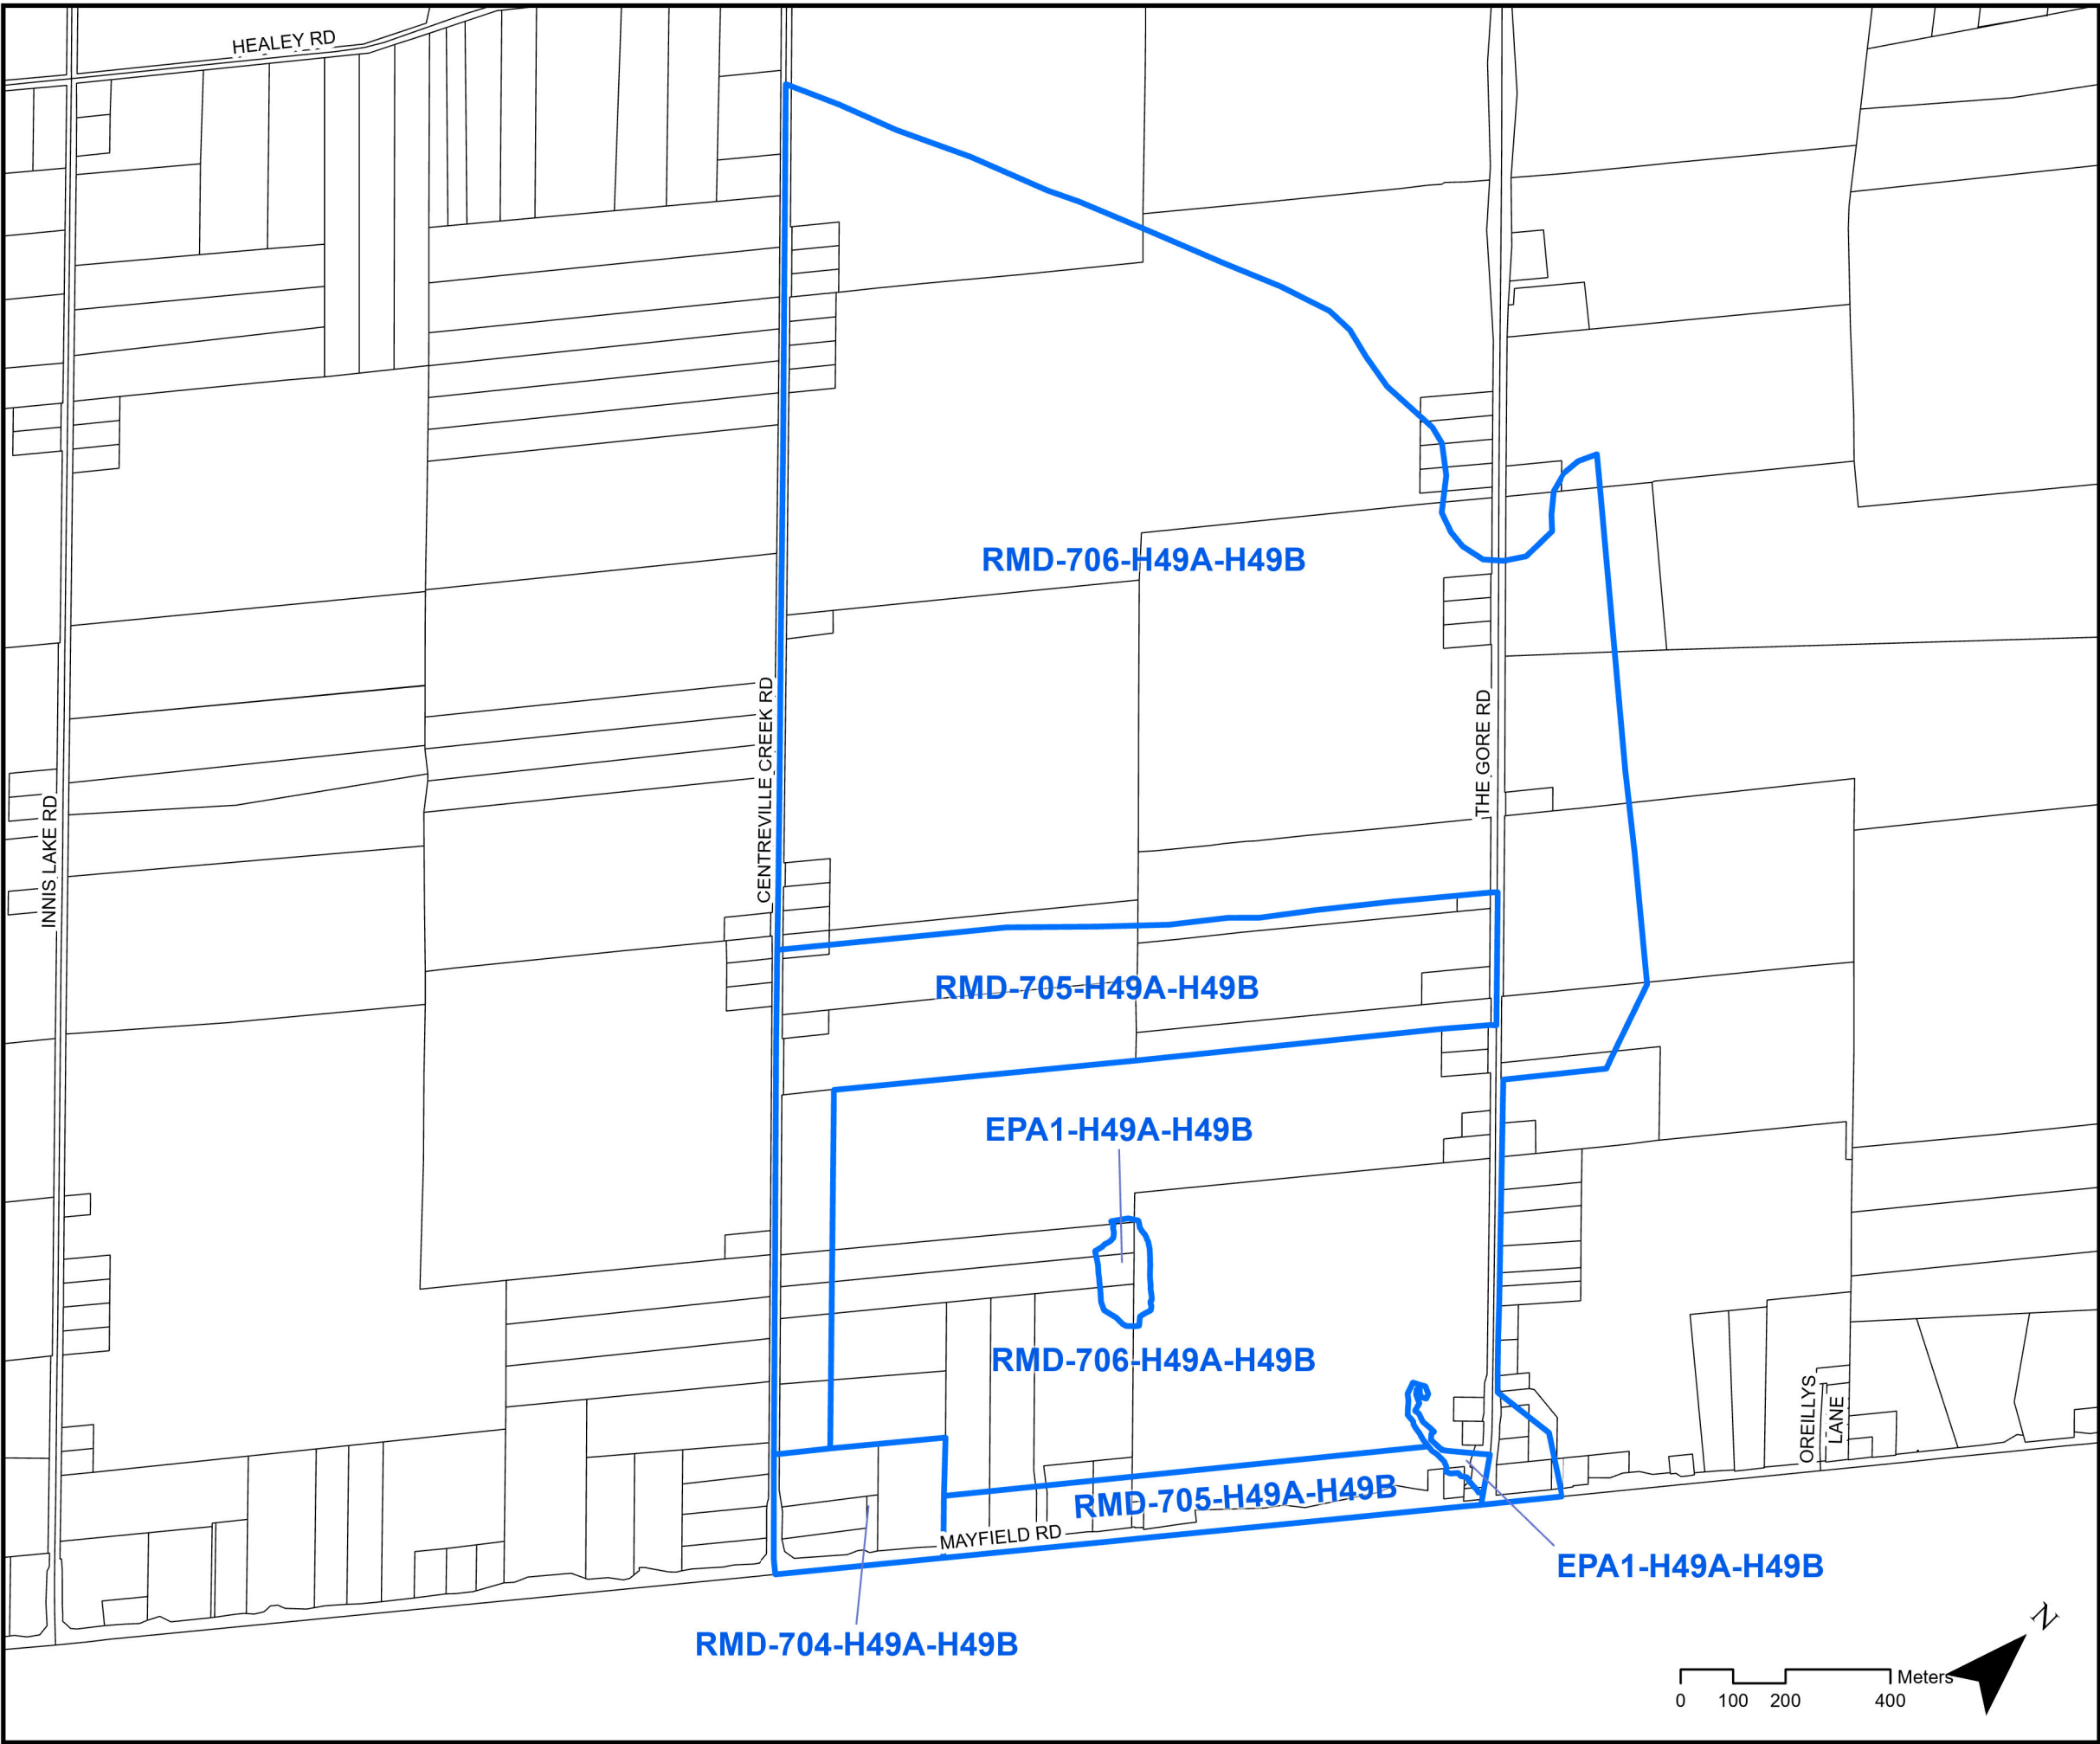 HEALEY RD
RMD-706-H49A-H49B
CENTREVILLE CREEK RD
THE GORE RD
INNIS LAKE RD
RMD-705-H49A-H49B
EPA1-H49A-H49B
RMD-706-H49A-H49B
OREILLYS
LANE
RMD-705-H49A-H49B
MAYFIELD RD
EPA1-H49A-H49B
RMD-704-H49A-H49B
N
Meters
0 100 200 400